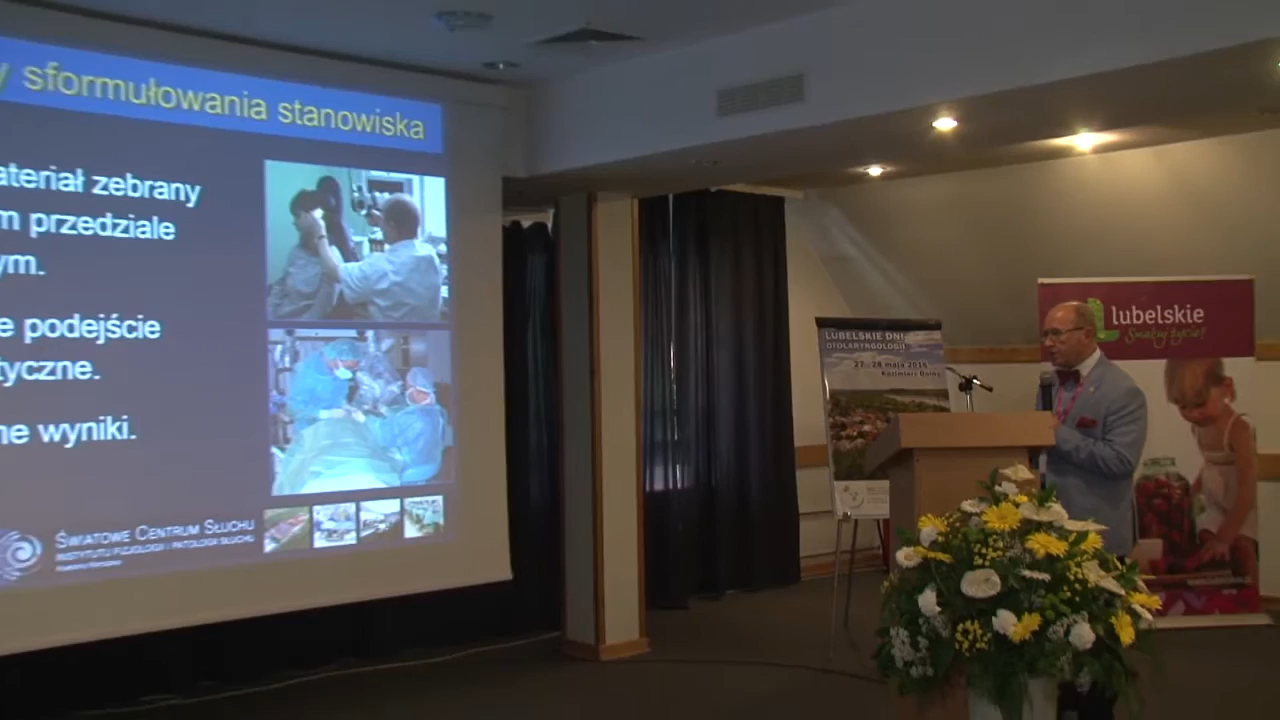 y sformułowania stanowiska
ateriał zebrany
m przedziale
ym.
e podejście
tyczne.
ne wyniki.
ŚWIATOWE CENTRUM SŁUCHU
INSTYTUTU FIZJOLOGII I PATOLOGII SŁUCHU
LUBELSKIE DNI
OTOLARYNGOLOGII
27 - 28 maja 2016
Kazimierz Dolny
lubelskie
Smakuj życie!